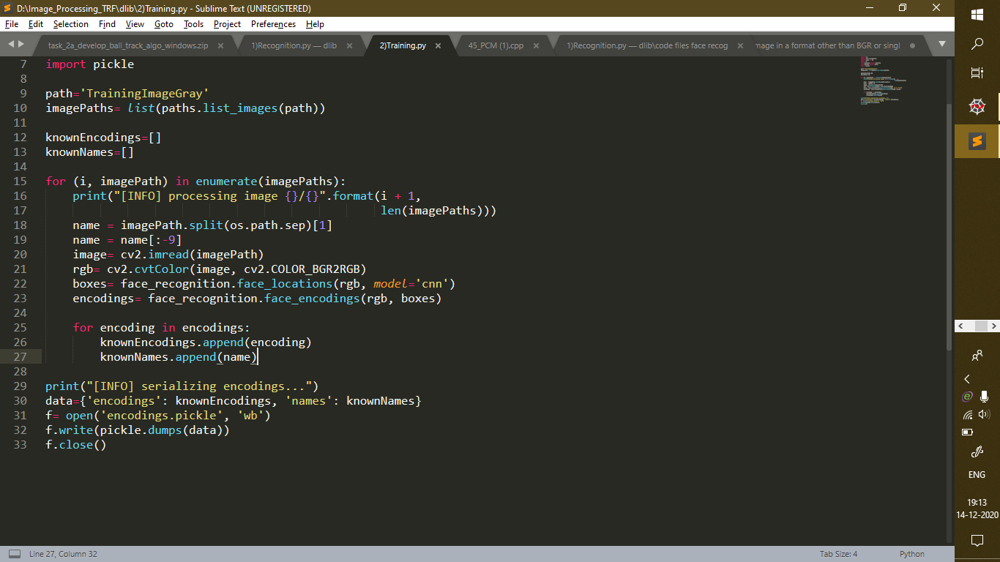 D:\Image_Processing_TRF\dlib\2)Training.py - Sublime Text (UNREGISTERED)
File Edit Selection Find View Goto Tools Project Preferences Help
task_2a_develop_ball_track_algo_windows.zip 1)Recognition.py — dlib 2)Training.py 45_PCM (1).cpp 1)Recognition.py — dlib\code files face recog mage in a format other than BGR or singl
7 import pickle
8
9 path='TrainingImageGray'
10 imagePaths= list(paths.list_images(path))
11
12 knownEncodings=[]
13 knownNames=[]
14
15 for (i, imagePath) in enumerate(imagePaths):
16 print("[INFO] processing image {}/{}".format(i + 1,
17 len(imagePaths)))
18 name = imagePath.split(os.path.sep)[1]
19 name = name[:-9]
20 image= cv2.imread(imagePath)
21 rgb= cv2.cvtColor(image, cv2.COLOR_BGR2RGB)
22 boxes= face_recognition.face_locations(rgb, model='cnn')
23 encodings= face_recognition.face_encodings(rgb, boxes)
24
25 for encoding in encodings:
26 knownEncodings.append(encoding)
27 knownNames.append(name)
28
29 print("[INFO] serializing encodings...")
30 data={'encodings': knownEncodings, 'names': knownNames}
31 f= open('encodings.pickle', 'wb')
32 f.write(pickle.dumps(data))
33 f.close()
Line 27, Column 32 Tab Size: 4 Python
ENG
19:13
14-12-2020